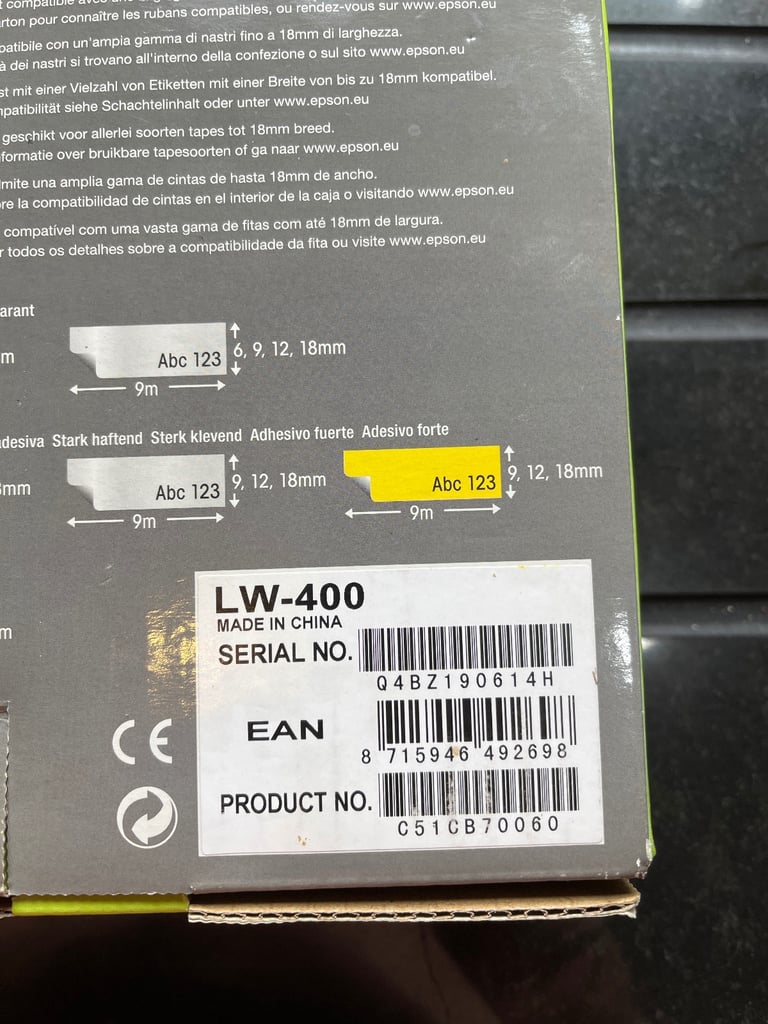 t compatible avec une
rton pour connaître les rubans compatibles, ou rendez-vous sur www.epson.eu
patibile con un'ampia gamma di nastri fino a 18mm di larghezza.
à dei nastri si trovano all'interno della confezione o sul sito www.epson.eu
st mit einer Vielzahl von Etiketten mit einer Breite von bis zu 18mm kompatibel.
mpatibilität siehe Schachtelinhalt oder unter www.epson.eu
geschikt voor allerlei soorten tapes tot 18mm breed.
formatie over bruikbare tapesoorten of ga naar www.epson.eu
lmite una amplia gama de cintas de hasta 18mm de ancho.
re la compatibilidad de cintas en el interior de la caja o visitando www.epson.eu
compatível com uma vasta gama de fitas com até 18mm de largura.
r todos os detalhes sobre a compatibilidade da fita ou visite www.epson.eu
arant
m Abc 123 6, 9, 12, 18mm
9m
desiva Stark haftend Sterk klevend Adhesivo fuerte Adesivo forte
8mm Abc 123 9, 12, 18mm Abc 123 9, 12, 18mm
9m 9m
m
LW-400
MADE IN CHINA
SERIAL NO.
Q4BZ190614H
EAN
8 715946 492698
PRODUCT NO.
C51CB70060
CE